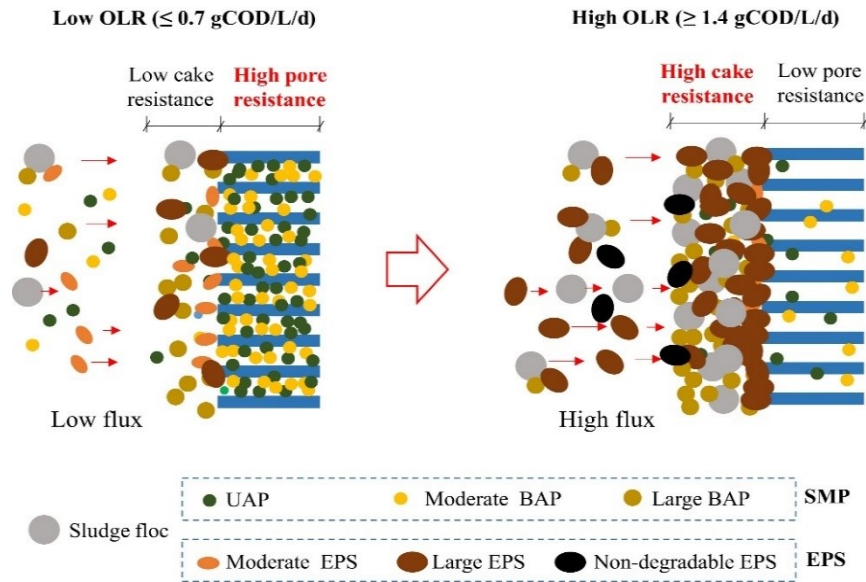 Low OLR (≤ 0.7 gCOD/L/d)
High OLR (≥ 1.4 gCOD/L/d)
Low cake
resistance
High pore
resistance
High cake
resistance
Low pore
resistance
Low flux
High flux
UAP
Moderate BAP
Large BAP
SMP
Sludge floc
Moderate EPS
Large EPS
Non-degradable EPS
EPS